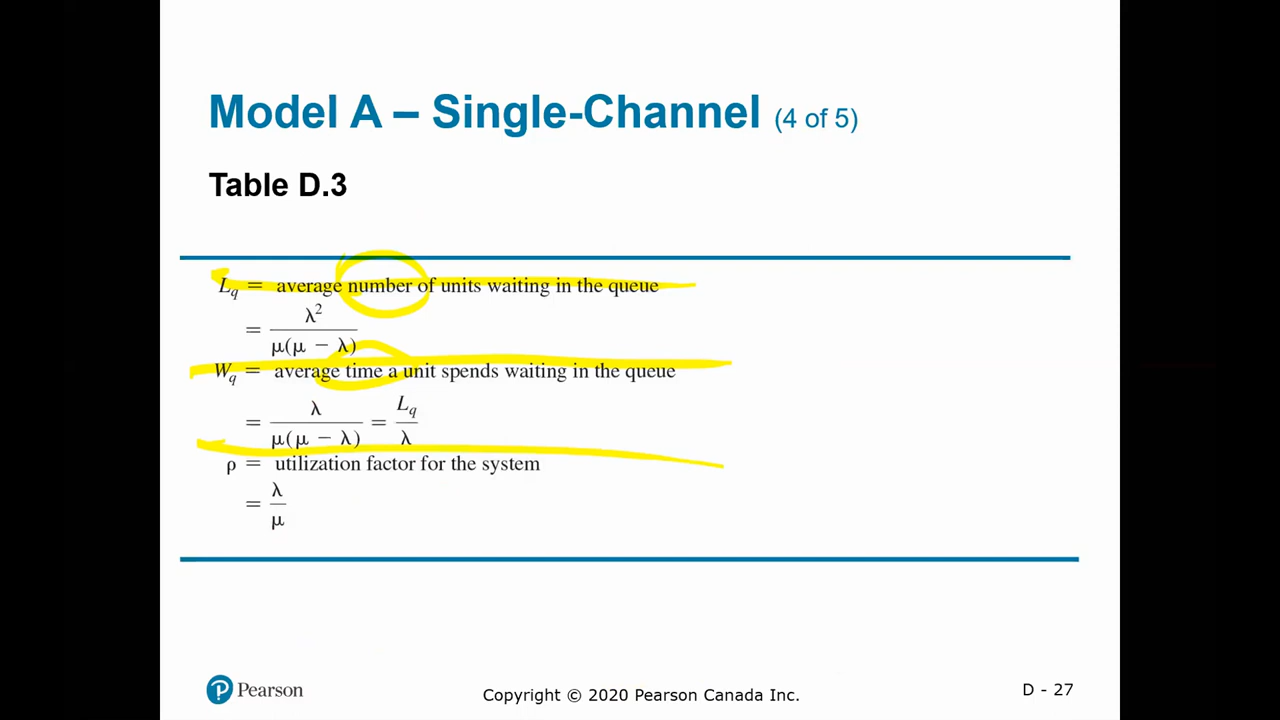 Model A – Single-Channel (4 of 5)
Table D.3
Lq = average number of units waiting in the queue
= λ² / μ(μ − λ)
Wq = average time a unit spends waiting in the queue
= λ / μ(μ − λ) = Lq / λ
ρ = utilization factor for the system
= λ / μ
Pearson
Copyright © 2020 Pearson Canada Inc.
D - 27